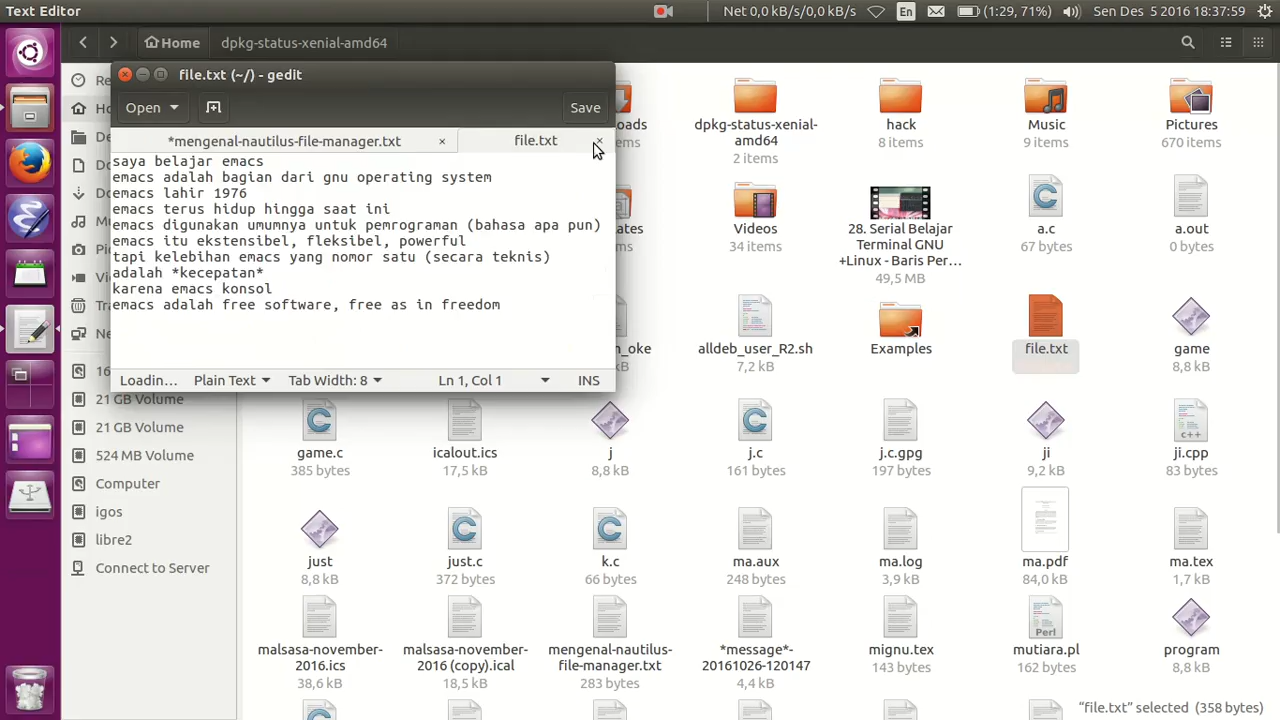 Text Editor
Net 0,0 kB/s/0,0 kB/s
En
(1:29, 71%)
Sen Des 5 2016 18:37:59
Home
dpkg-status-xenial-amd64
file.txt (~/) - gedit
Open
Save
*mengenal-nautilus-file-manager.txt ×
file.txt ×
saya belajar emacs
emacs adalah bagian dari gnu operating system
emacs lahir 1976
emacs terus hidup hingga saat ini
emacs digunakan umumnya untuk pemrograman (bahasa apa pun)
emacs itu ekstensibel, fleksibel, powerful
tapi kelebihan emacs yang nomor satu (secara teknis)
adalah *kecepatan*
karena emacs konsol
emacs adalah free software, free as in freedom
Loading…
Plain Text
Tab Width: 8
Ln 1, Col 1
INS
21 GB Volume
21 GB Volume
524 MB Volume
Computer
igos
libre2
Connect to Server
dpkg-status-xenial-
amd64
2 items
hack
8 items
Music
6 items
Pictures
670 items
Videos
34 items
28. Serial Belajar
Terminal GNU
+Linux - Baris Per…
49,5 MB
a.c
67 bytes
a.out
0 bytes
alldeb_user_R2.sh
7,2 kB
Examples
file.txt
game
8,8 kB
game.c
385 bytes
icalout.ics
17,5 kB
j
8,8 kB
j.c
161 bytes
j.c.gpg
197 bytes
ji
9,2 kB
ji.cpp
83 bytes
just
8,8 kB
just.c
372 bytes
k.c
66 bytes
ma.aux
248 bytes
ma.log
3,9 kB
ma.pdf
84,0 kB
ma.tex
1,7 kB
malsasa-november-
2016.ics
38,6 kB
malsasa-november-
2016 (copy).ical
18,5 kB
mengenal-nautilus-
file-manager.txt
283 bytes
*message*-
20161026-120147
4,4 kB
mignu.tex
143 bytes
Perl
mutiara.pl
162 bytes
program
8,8 kB
“file.txt” selected (358 bytes)